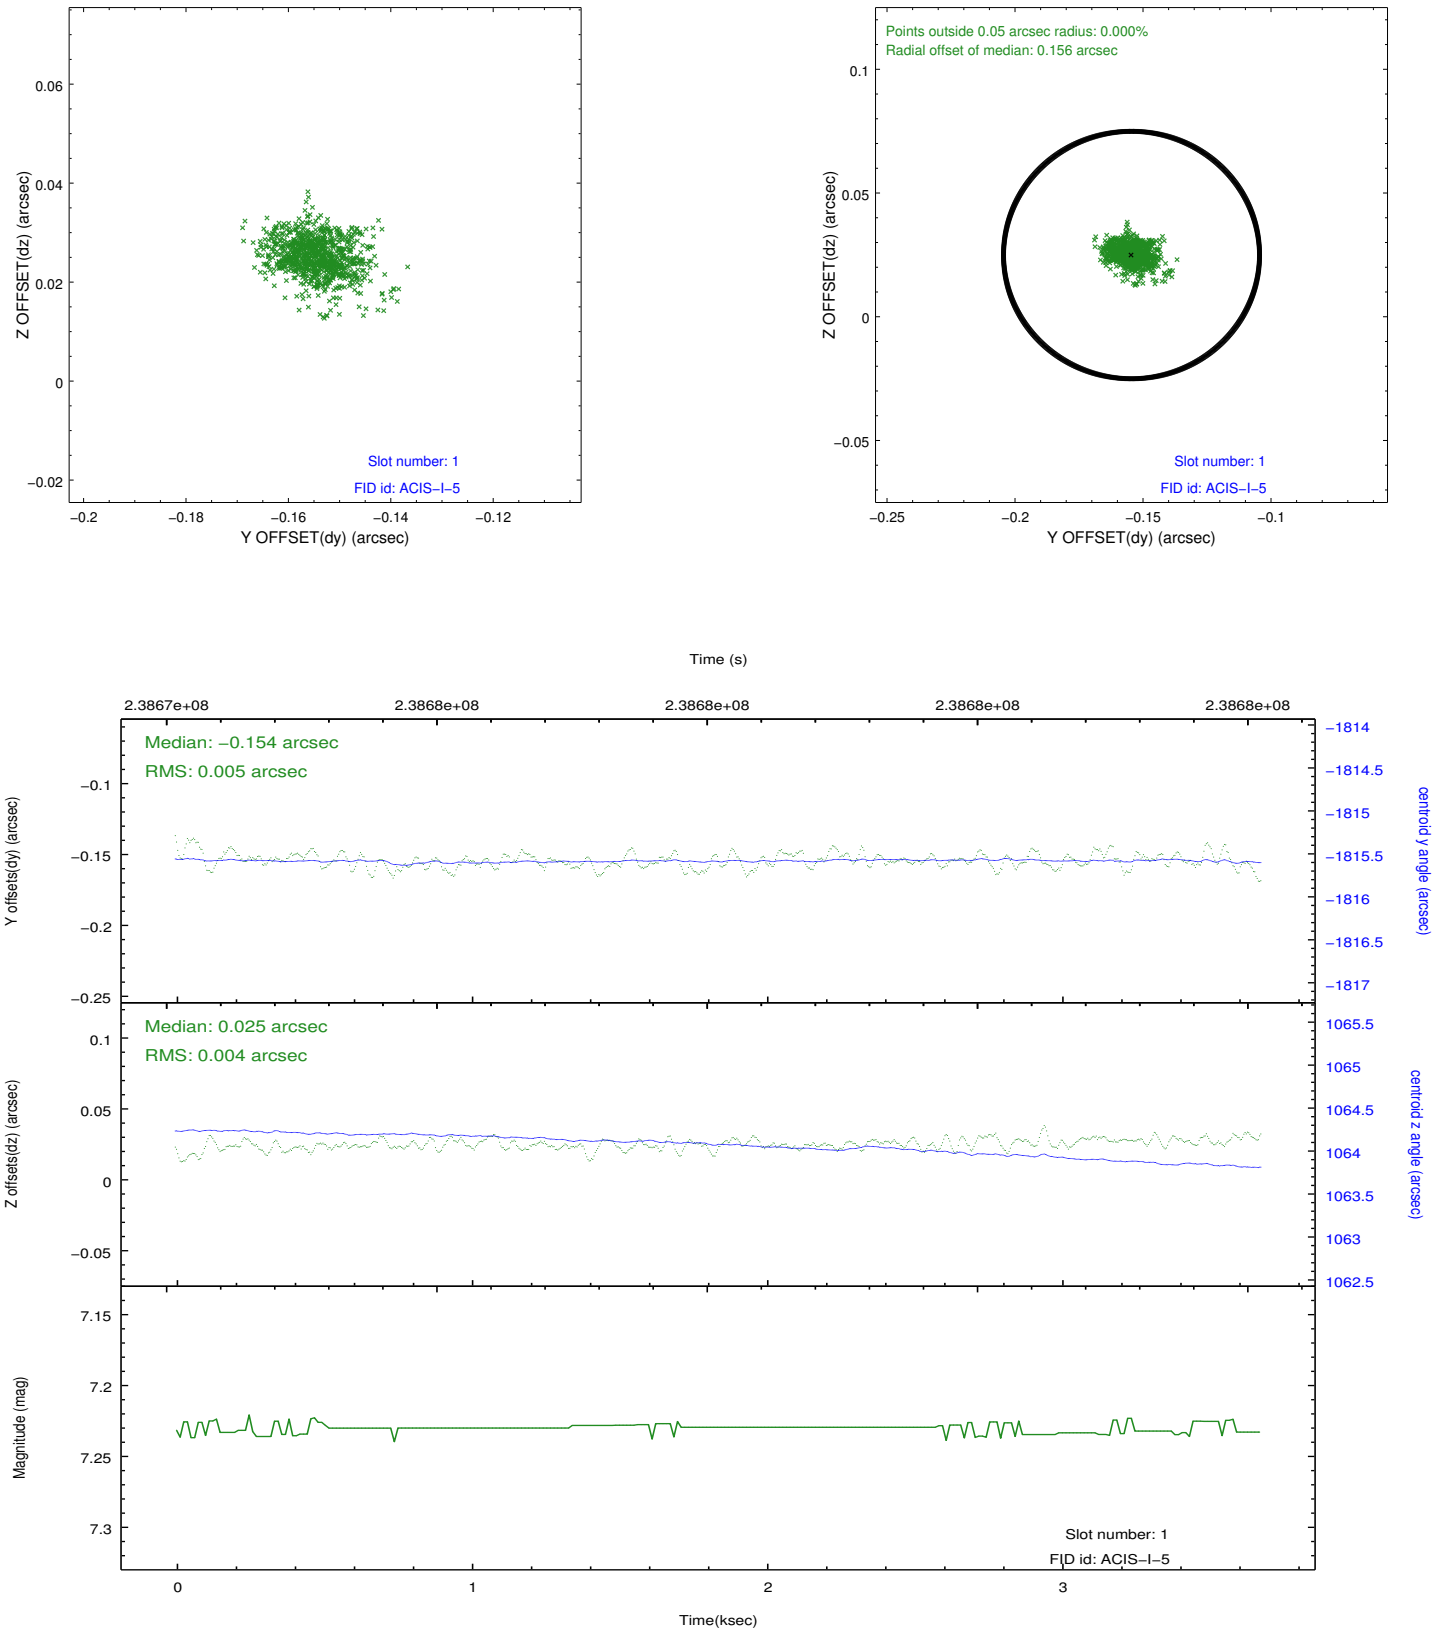 0.06
0.04
0.02
0
−0.02
Z OFFSET(dz) (arcsec)
Slot number: 1
FID id: ACIS−I−5
−0.2 −0.18 −0.16 −0.14 −0.12
Y OFFSET(dy) (arcsec)
Points outside 0.05 arcsec radius: 0.000%
Radial offset of median: 0.156 arcsec
0.1
0.05
0
−0.05
Z OFFSET(dz) (arcsec)
Slot number: 1
FID id: ACIS−I−5
−0.25 −0.2 −0.15 −0.1
Y OFFSET(dy) (arcsec)
Time (s)
2.3867e+08 2.3868e+08 2.3868e+08 2.3868e+08 2.3868e+08
Median: −0.154 arcsec
RMS: 0.005 arcsec
−0.1
−0.15
−0.2
−0.25
Y offsets(dy) (arcsec)
−1814
−1814.5
−1815
−1815.5
−1816
−1816.5
−1817
centroid y angle (arcsec)
Median: 0.025 arcsec
RMS: 0.004 arcsec
0.1
0.05
0
−0.05
Z offsets(dz) (arcsec)
1065.5
1065
1064.5
1064
1063.5
1063
1062.5
centroid z angle (arcsec)
7.15
7.2
7.25
7.3
Magnitude (mag)
Slot number: 1
FID id: ACIS−I−5
0 1 2 3
Time(ksec)